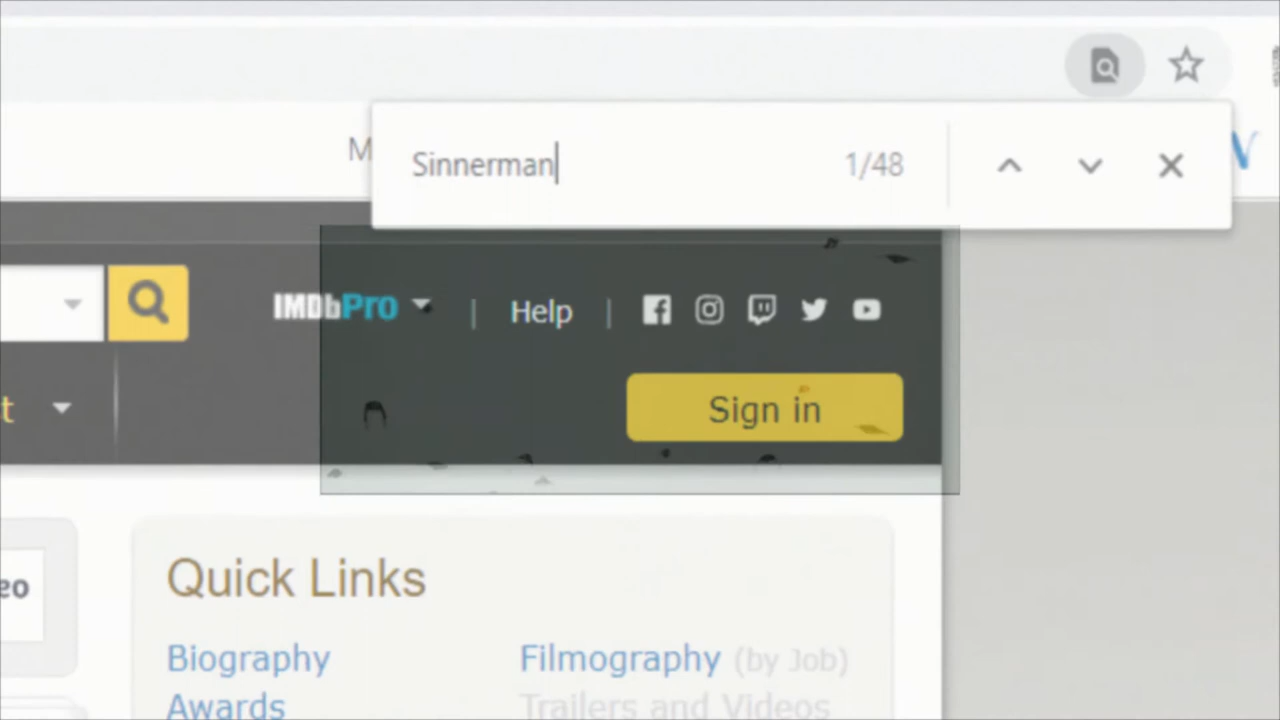 Sinnerman 1/48
IMDbPro | Help |
Sign in
Quick Links
Biography Filmography (by Job)
Awards Trailers and Videos